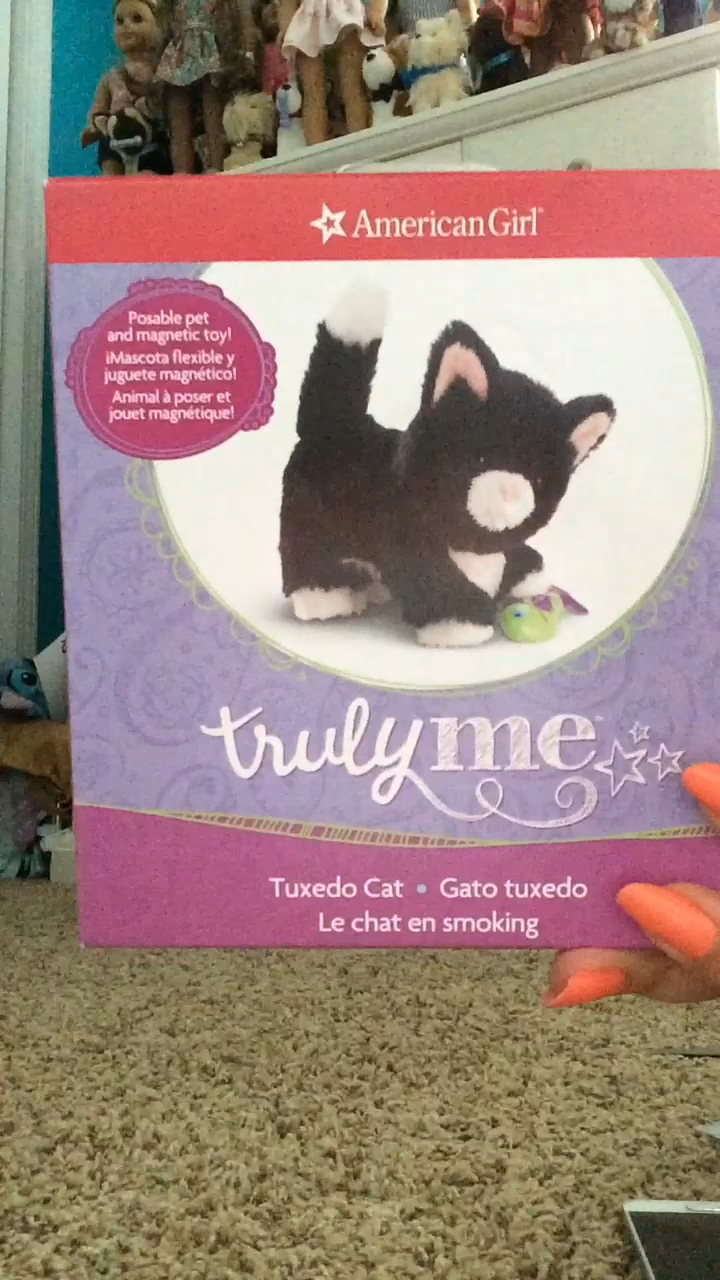 American Girl®
Posable pet
and magnetic toy!
¡Mascota flexible y
juguete magnético!
Animal à poser et
jouet magnétique!
truly me™
Tuxedo Cat • Gato tuxedo
Le chat en smoking